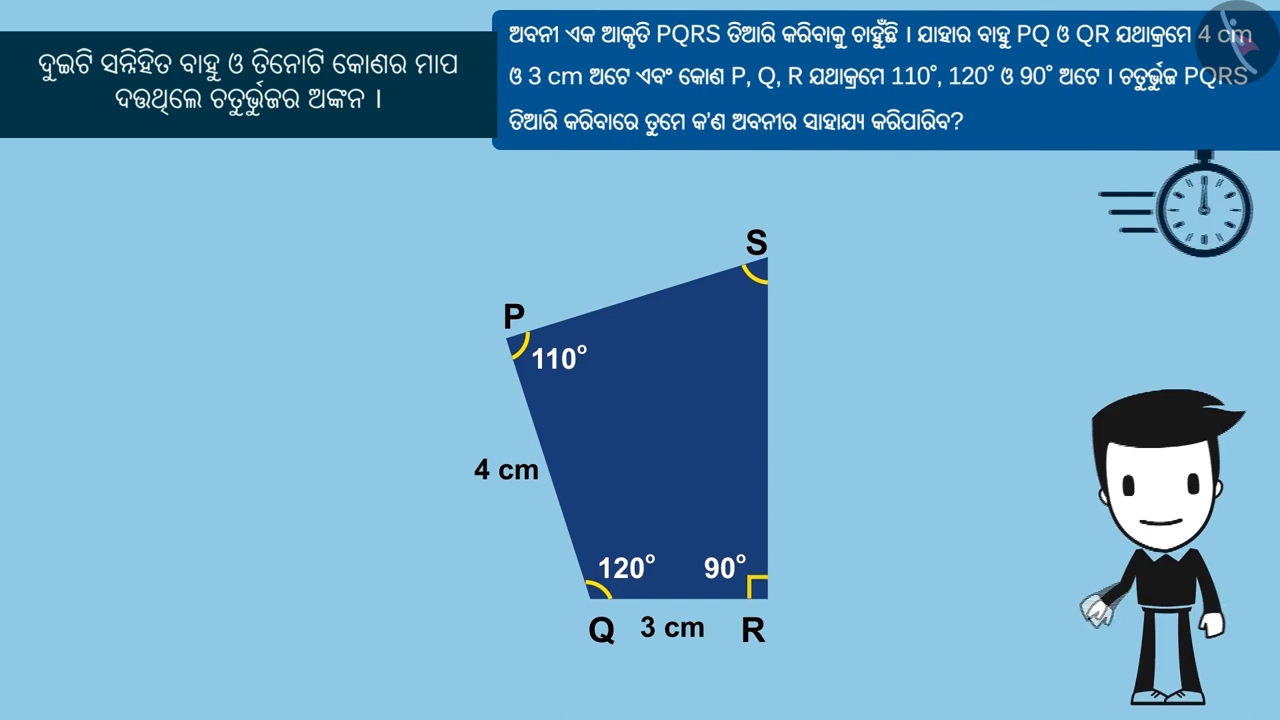 ଦୁଇଟି ସନ୍ନିହିତ ବାହୁ ଓ ତିନୋଟି କୋଣର ମାପ
ଦଉଥିଲେ ଚତୁର୍ଭୁଜର ଅଙ୍କନ ।
ଅବନୀ ଏକ ଆକୃତି PQRS ତିଆରି କରିବାକୁ ଚାହୁଁଛି । ଯାହାର ବାହୁ PQ ଓ QR ଯଥାକ୍ରମେ 4 cm
ଓ 3 cm ଅଟେ ଏବଂ କୋଣ P, Q, R ଯଥାକ୍ରମେ 110°, 120° ଓ 90° ଅଟେ । ଚତୁର୍ଭୁଜ PQRS
ତିଆରି କରିବାରେ ତୁମେ କ'ଣ ଅବନୀର ସାହାଯ୍ୟ କରିପାରିବ?
S
P
110°
4 cm
120° 90°
Q 3 cm R